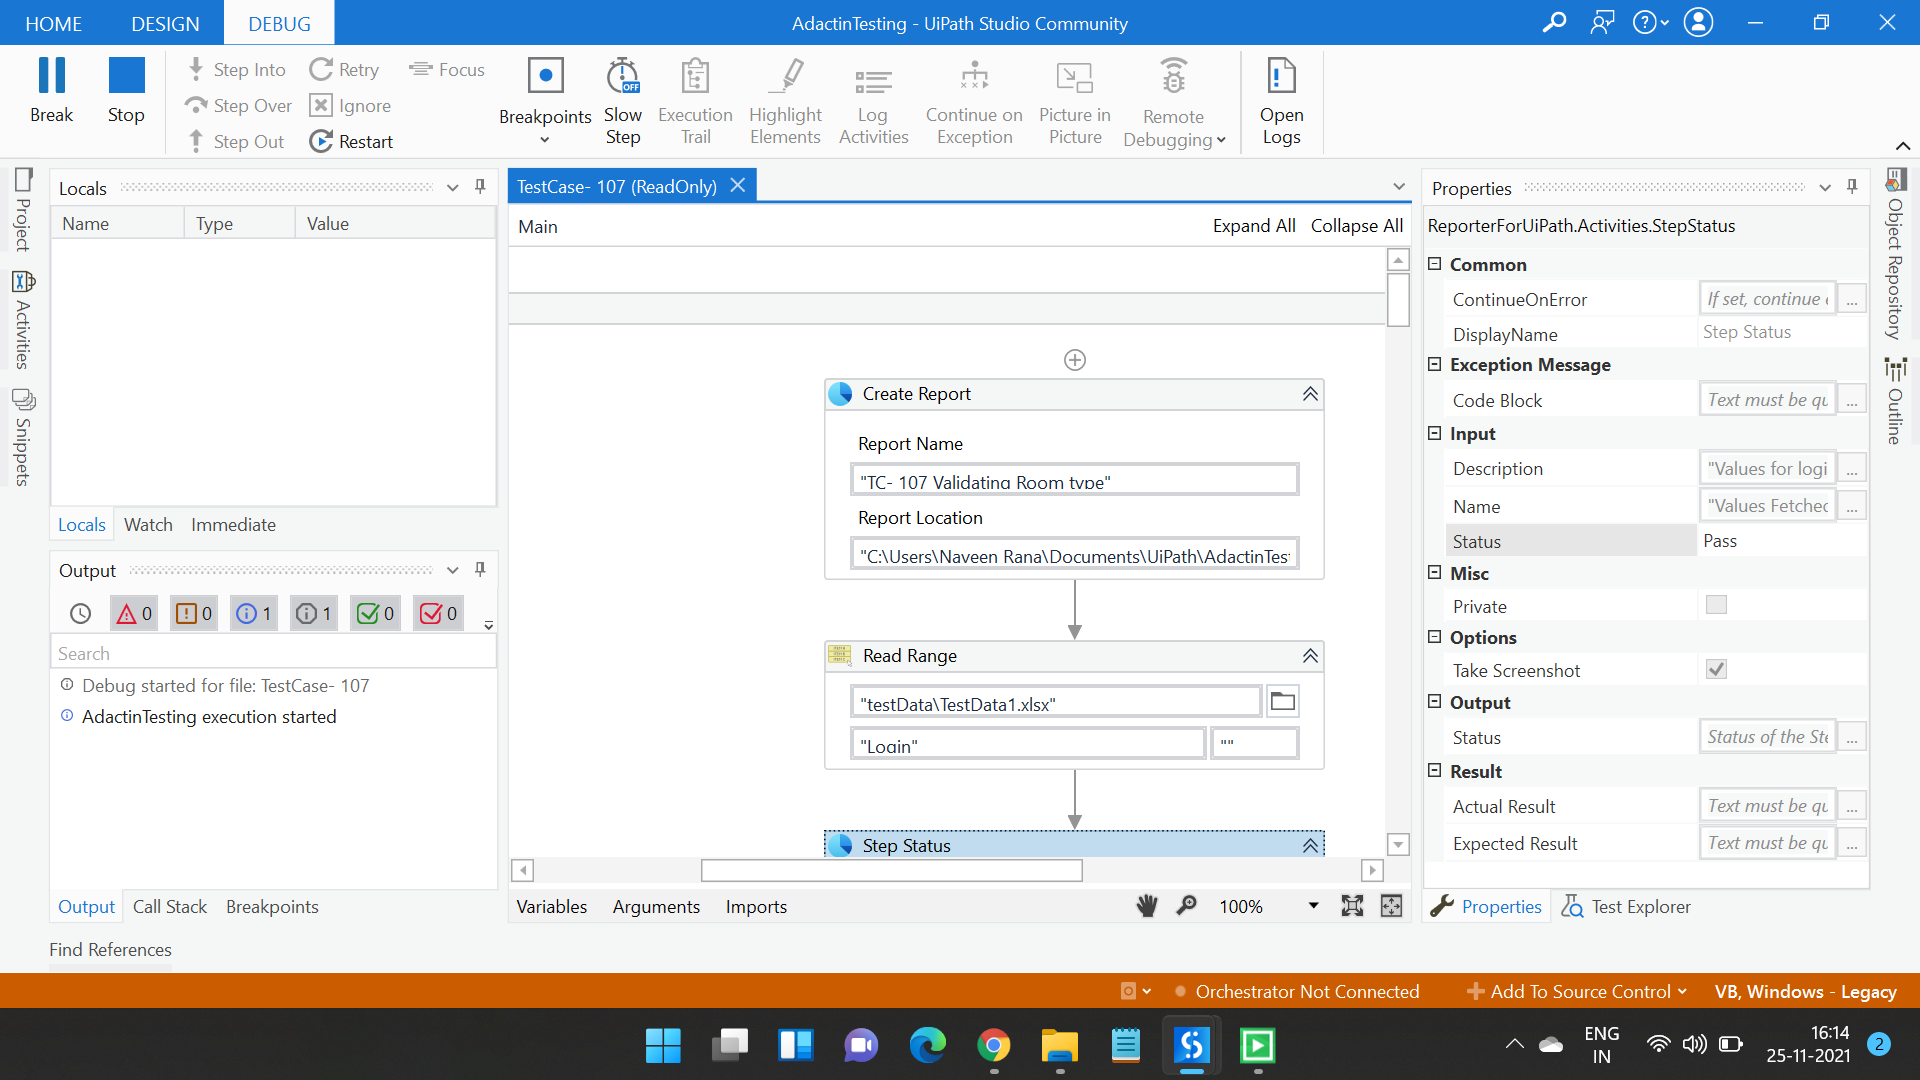 HOME
DESIGN
DEBUG
AdactinTesting - UiPath Studio Community
Break
Stop
Step Into
Step Over
Step Out
Retry
Ignore
Restart
Focus
Breakpoints
Slow
Step
Execution
Trail
Highlight
Elements
Log
Activities
Continue on
Exception
Picture in
Picture
Remote
Debugging
Open
Logs
Project
Activities
Snippets
Locals
Name
Type
Value
Locals
Watch
Immediate
Output
0
0
1
1
0
0
Search
Debug started for file: TestCase- 107
AdactinTesting execution started
Output
Call Stack
Breakpoints
Find References
TestCase- 107 (ReadOnly)
Main
Expand All
Collapse All
Create Report
Report Name
"TC- 107 Validating Room type"
Report Location
"C:\Users\Naveen Rana\Documents\UiPath\AdactinTest
Read Range
"testData\TestData1.xlsx"
"Login"
""
Step Status
Variables
Arguments
Imports
100%
Properties
ReporterForUiPath.Activities.StepStatus
Common
ContinueOnError
If set, continue
...
DisplayName
Step Status
Exception Message
Code Block
Text must be qu
...
Input
Description
"Values for logi
...
Name
"Values Fetched
...
Status
Pass
Misc
Private
Options
Take Screenshot
Output
Status
Status of the Ste
...
Result
Actual Result
Text must be qu
...
Expected Result
Text must be qu
...
Properties
Test Explorer
Object Repository
Outline
Orchestrator Not Connected
Add To Source Control
VB, Windows - Legacy
ENG
IN
16:14
25-11-2021
2